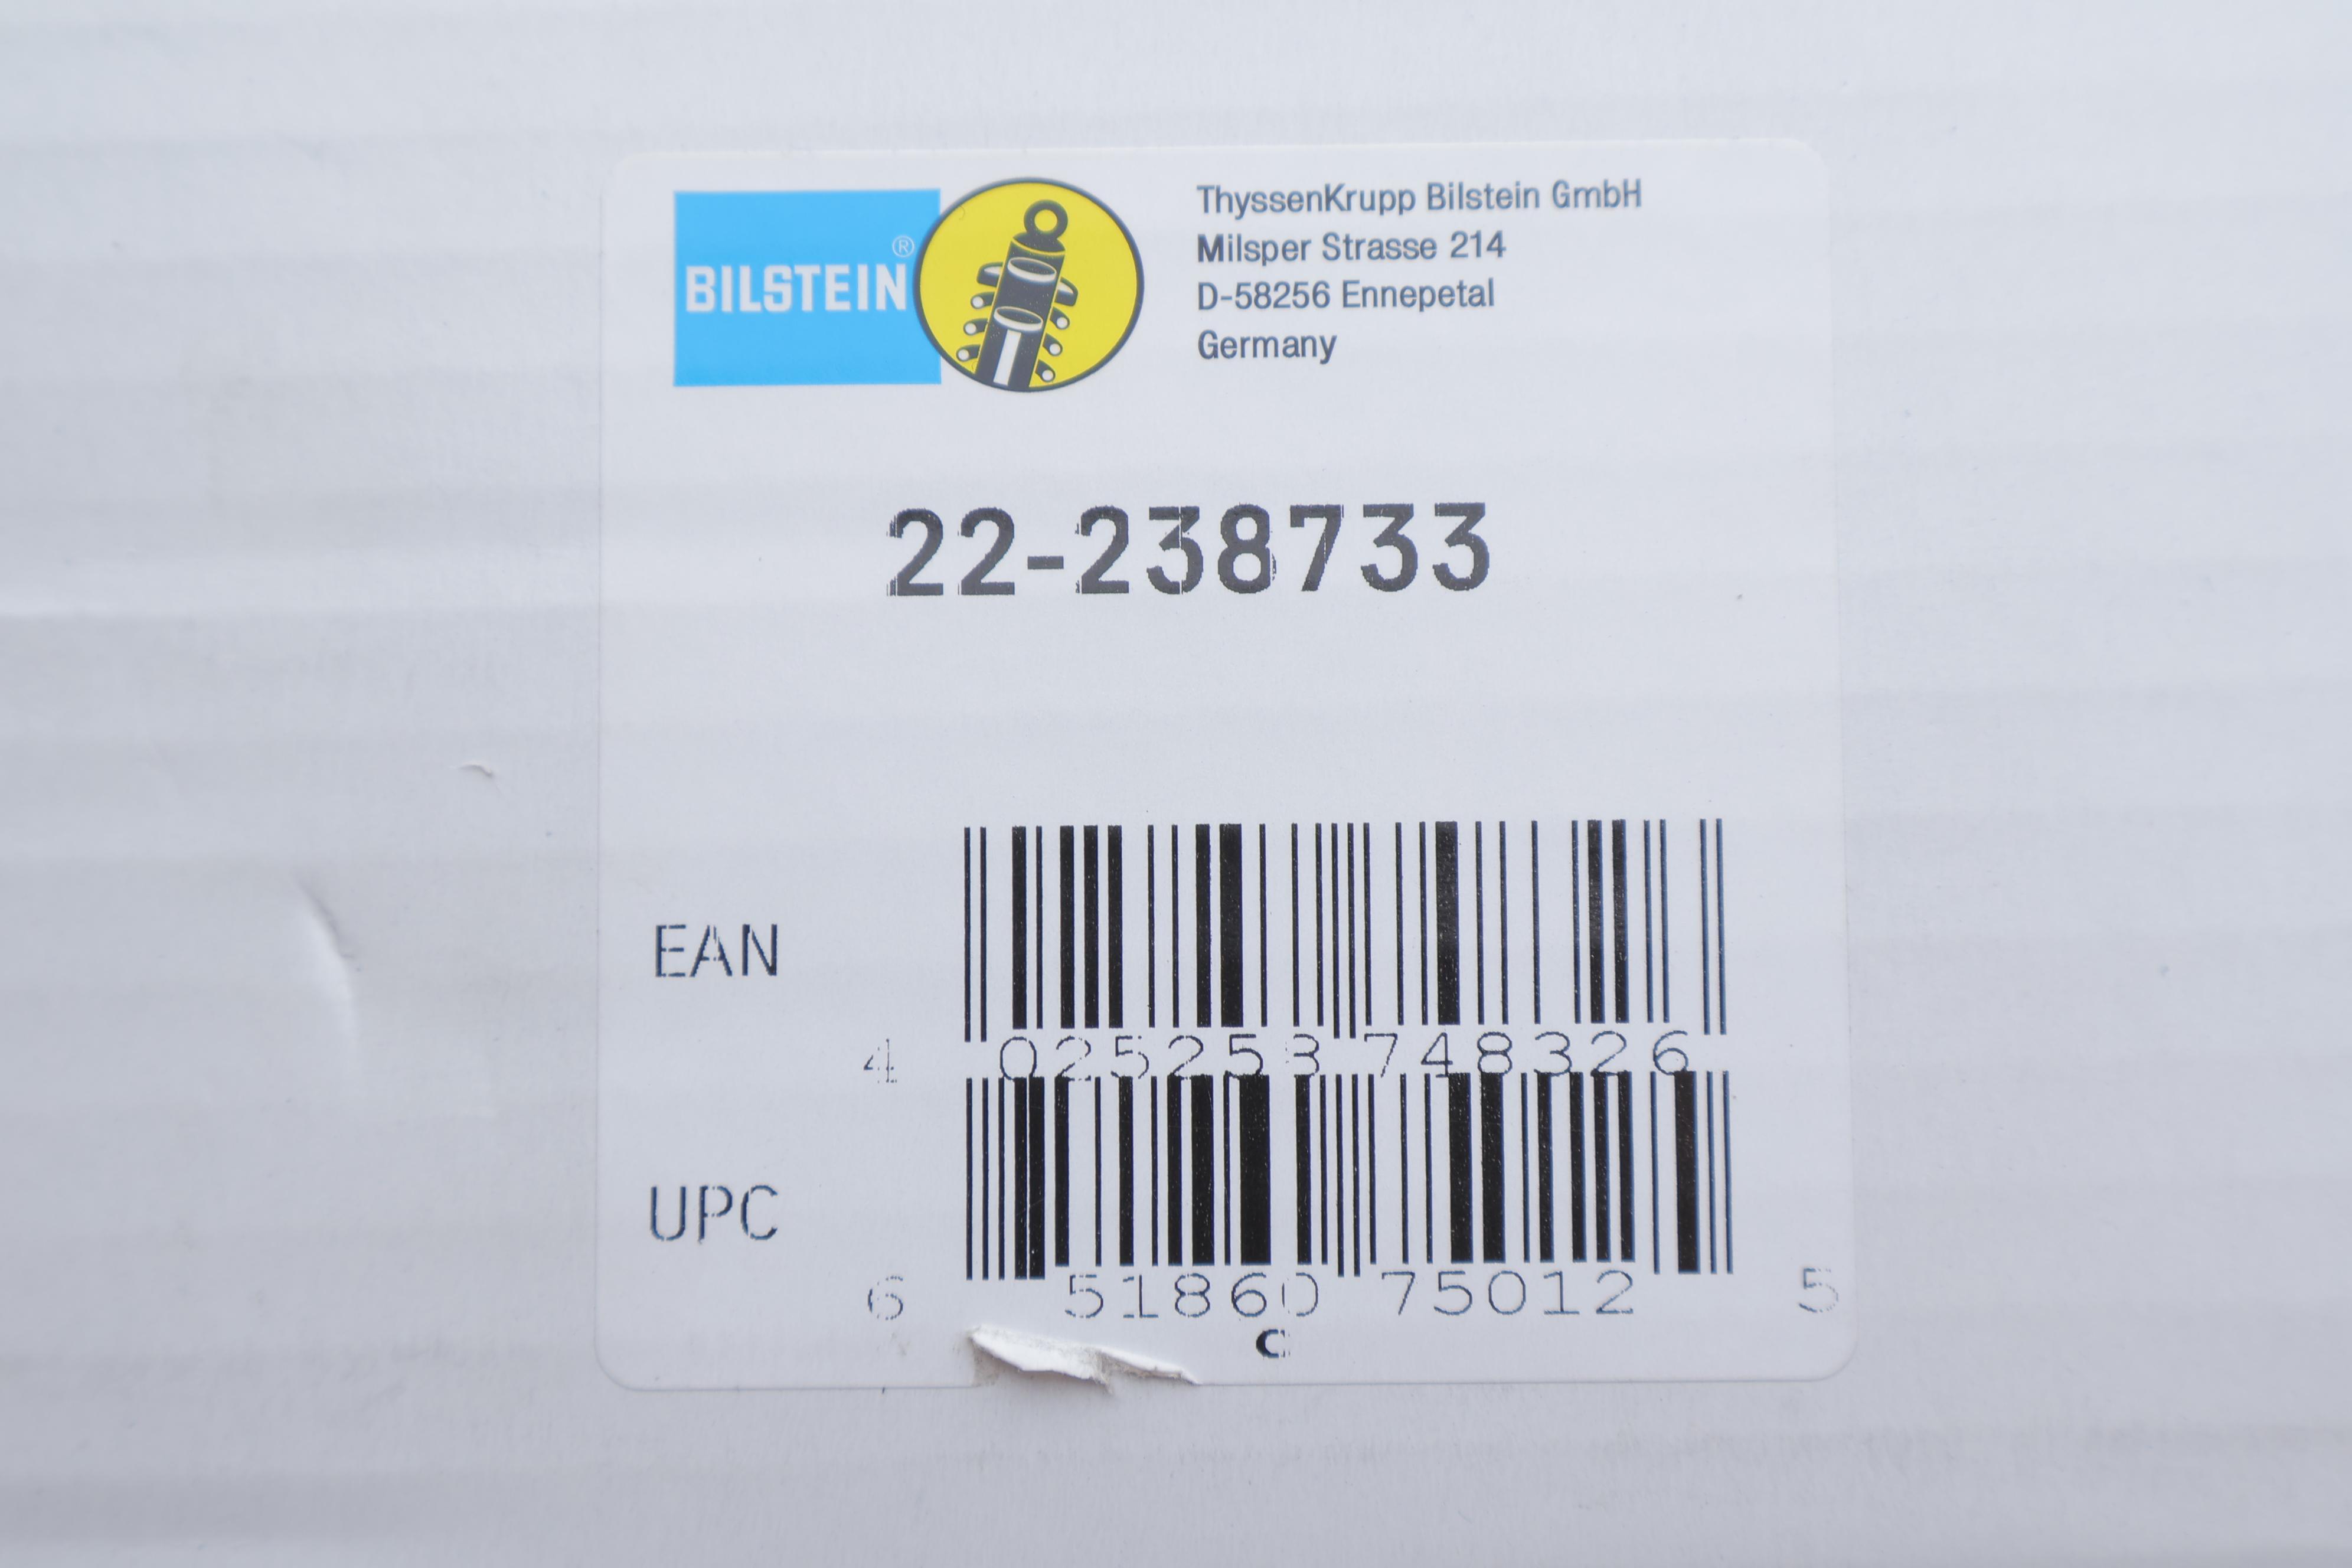 BILSTEIN®
ThyssenKrupp Bilstein GmbH
Milsper Strasse 214
D-58256 Ennepetal
Germany
22-238733
EAN
4 025258 748326
UPC
6 51860 75012 5
C